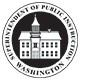 SUPERINTENDENT OF PUBLIC INSTRUCTION
WASHINGTON